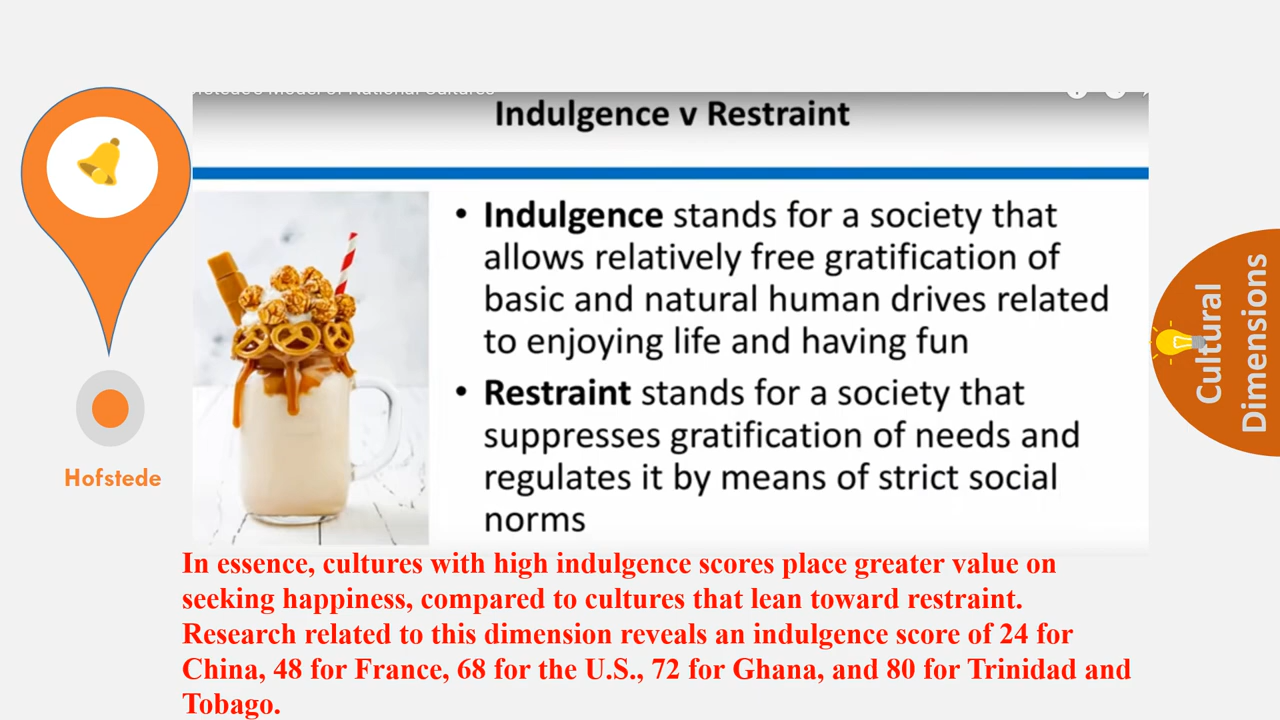 Indulgence v Restraint
• Indulgence stands for a society that
allows relatively free gratification of
basic and natural human drives related
to enjoying life and having fun
• Restraint stands for a society that
suppresses gratification of needs and
regulates it by means of strict social
norms
Hofstede
Cultural
Dimensions
In essence, cultures with high indulgence scores place greater value on
seeking happiness, compared to cultures that lean toward restraint.
Research related to this dimension reveals an indulgence score of 24 for
China, 48 for France, 68 for the U.S., 72 for Ghana, and 80 for Trinidad and
Tobago.